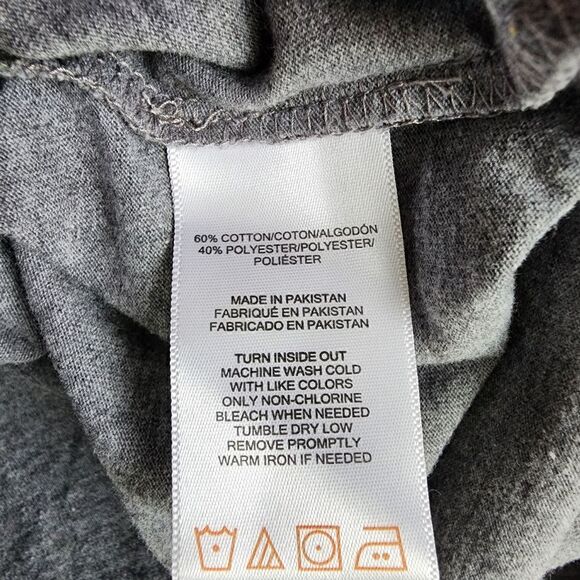 60% COTTON/COTON/ALGODÓN
40% POLYESTER/POLYESTER/
POLIÉSTER
MADE IN PAKISTAN
FABRIQUÉ EN PAKISTAN
FABRICADO EN PAKISTAN
TURN INSIDE OUT
MACHINE WASH COLD
WITH LIKE COLORS
ONLY NON-CHLORINE
BLEACH WHEN NEEDED
TUMBLE DRY LOW
REMOVE PROMPTLY
WARM IRON IF NEEDED